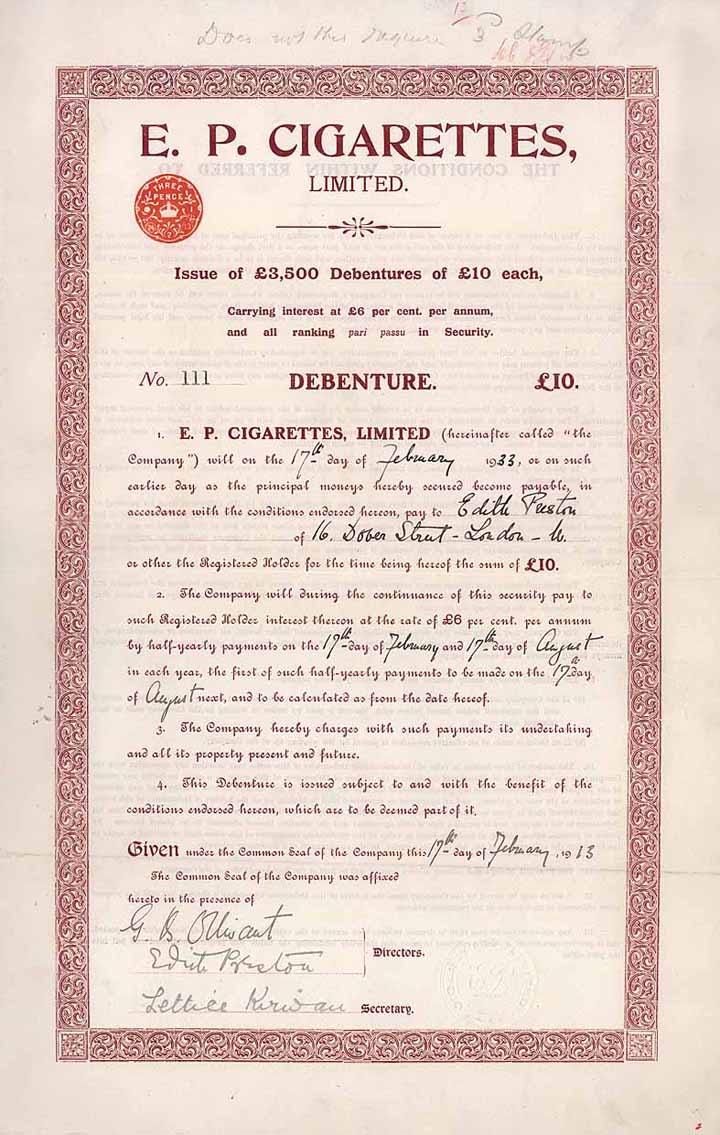 Does not this require 3 Stamp
E. P. CIGARETTES,
LIMITED.
THREE
PENCE
Issue of £3,500 Debentures of £10 each,
Carrying interest at £6 per cent. per annum,
and all ranking pari passu in Security.
No. 111 DEBENTURE. £10.
1. E. P. CIGARETTES, LIMITED (hereinafter called "the
Company") will on the 17th day of February 1933, or on such
earlier day as the principal moneys hereby secured become payable, in
accordance with the conditions endorsed hereon, pay to Edith Preston
of 16. Dover Street - London - W.
or other the Registered Holder for the time being hereof the sum of £10.
2. The Company will during the continuance of this security pay to
such Registered Holder interest thereon at the rate of £6 per cent. per annum
by half-yearly payments on the 17th day of February and 17th day of August
in each year, the first of such half-yearly payments to be made on the 17th day
of August next, and to be calculated as from the date hereof.
3. The Company hereby charges with such payments its undertaking
and all its property present and future.
4. This Debenture is issued subject to and with the benefit of the
conditions endorsed hereon, which are to be deemed part of it.
Given under the Common Seal of the Company this 17th day of February, 1913
The Common Seal of the Company was affixed
hereto in the presence of
G. B. Ollivant
Edith Preston
Directors.
Lettice Kirwan Secretary.